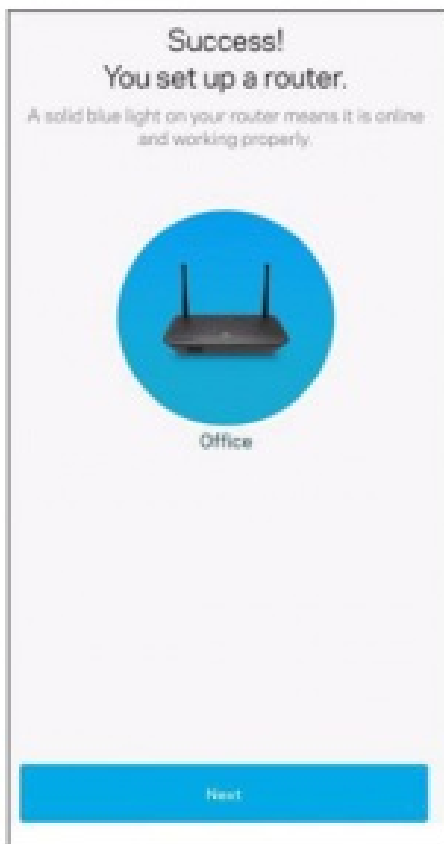 Success!
You set up a router.
A solid blue light on your router means it is online
and working properly.
Office
Next